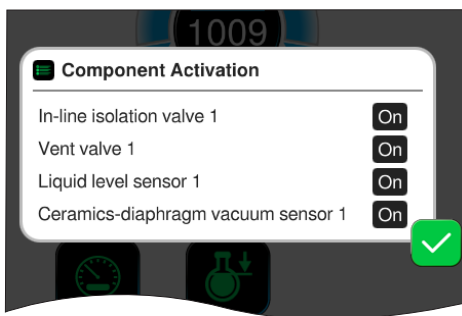 1009
Component Activation
In-line isolation valve 1 On
Vent valve 1 On
Liquid level sensor 1 On
Ceramics-diaphragm vacuum sensor 1 On